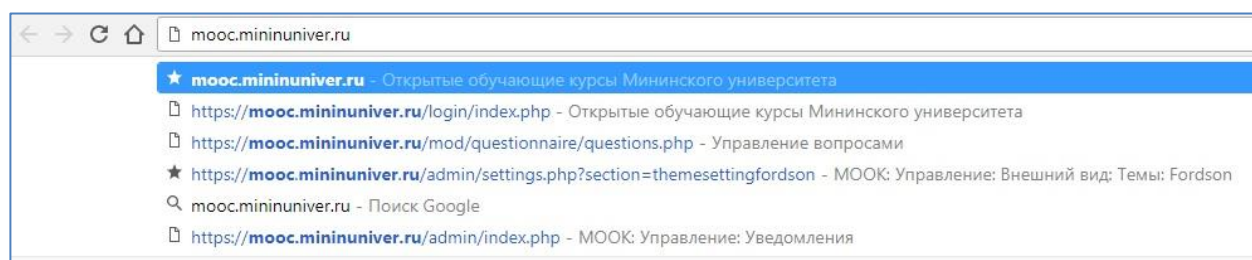 mooc.mininuniver.ru
mooc.mininuniver.ru - Открытые обучающие курсы Мининского университета
https://mooc.mininuniver.ru/login/index.php - Открытые обучающие курсы Мининского университета
https://mooc.mininuniver.ru/mod/questionnaire/questions.php - Управление вопросами
https://mooc.mininuniver.ru/admin/settings.php?section=themesettingfordson - МООК: Управление: Внешний вид: Темы: Fordson
mooc.mininuniver.ru - Поиск Google
https://mooc.mininuniver.ru/admin/index.php - МООК: Управление: Уведомления